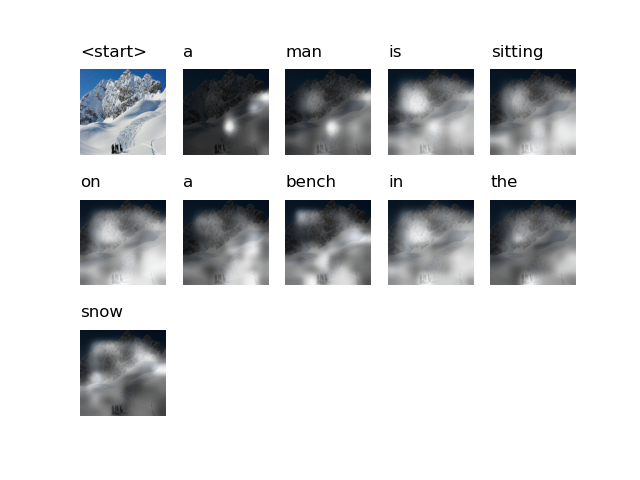 <start> a man is sitting
on a bench in the
snow